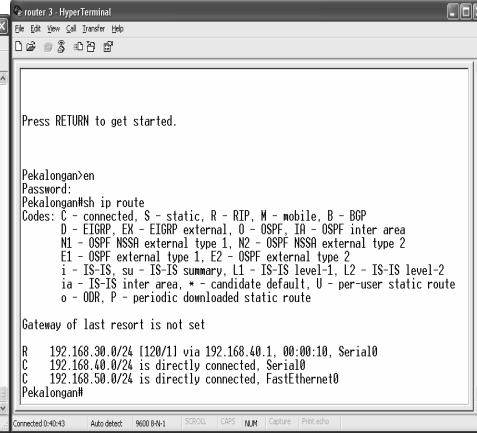 router 3 - HyperTerminal
File Edit View Call Transfer Help
Press RETURN to get started.
Pekalongan>en
Password:
Pekalongan#sh ip route
Codes: C - connected, S - static, R - RIP, M - mobile, B - BGP
D - EIGRP, EX - EIGRP external, O - OSPF, IA - OSPF inter area
N1 - OSPF NSSA external type 1, N2 - OSPF NSSA external type 2
E1 - OSPF external type 1, E2 - OSPF external type 2
i - IS-IS, su - IS-IS summary, L1 - IS-IS level-1, L2 - IS-IS level-2
ia - IS-IS inter area, * - candidate default, U - per-user static route
o - ODR, P - periodic downloaded static route
Gateway of last resort is not set
R 192.168.30.0/24 [120/1] via 192.168.40.1, 00:00:10, Serial0
C 192.168.40.0/24 is directly connected, Serial0
C 192.168.50.0/24 is directly connected, FastEthernet0
Pekalongan#
Connected 0:40:43 Auto detect 9600 8-N-1 SCROLL CAPS NUM Capture Print echo